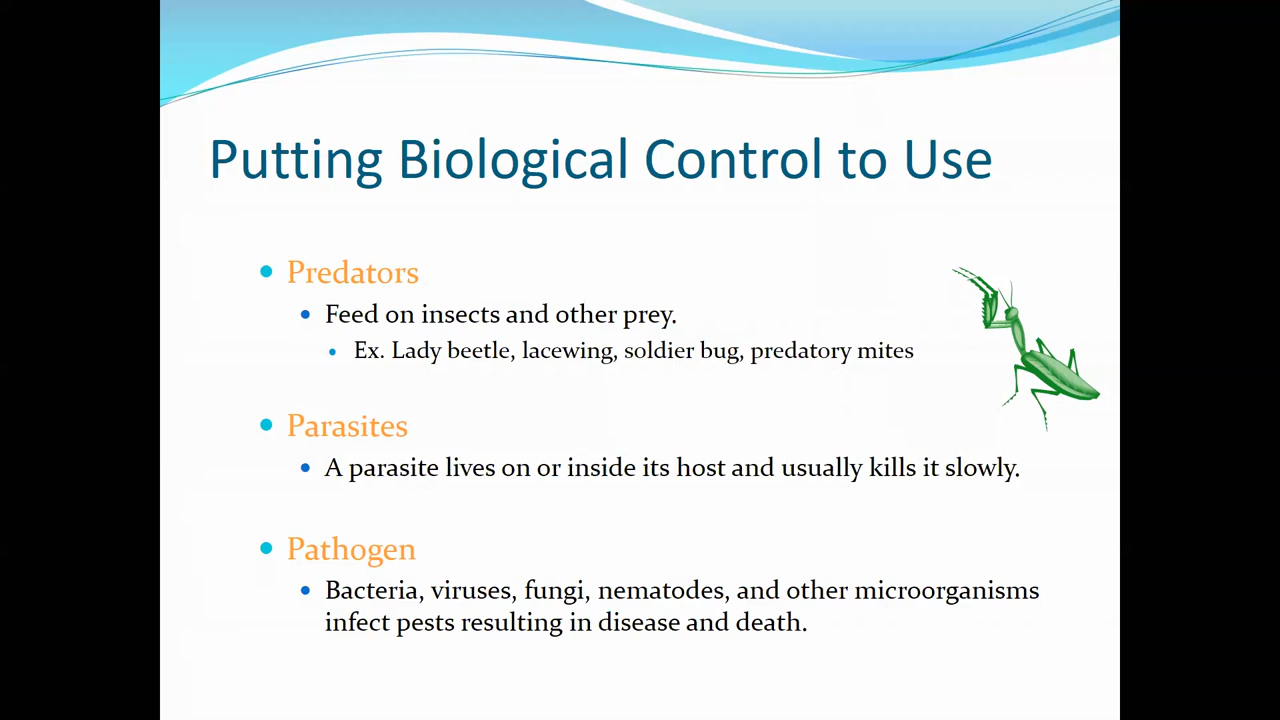 Putting Biological Control to Use
Predators
Feed on insects and other prey.
Ex. Lady beetle, lacewing, soldier bug, predatory mites
Parasites
A parasite lives on or inside its host and usually kills it slowly.
Pathogen
Bacteria, viruses, fungi, nematodes, and other microorganisms
infect pests resulting in disease and death.